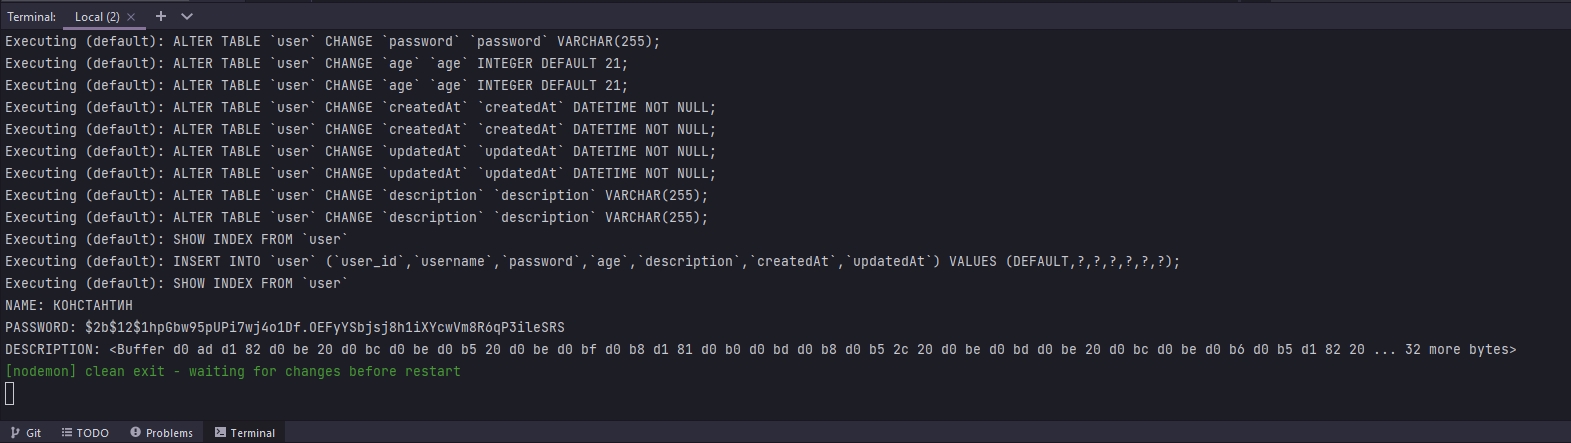 Terminal: Local (2) × +
Executing (default): ALTER TABLE `user` CHANGE `password` `password` VARCHAR(255);
Executing (default): ALTER TABLE `user` CHANGE `age` `age` INTEGER DEFAULT 21;
Executing (default): ALTER TABLE `user` CHANGE `age` `age` INTEGER DEFAULT 21;
Executing (default): ALTER TABLE `user` CHANGE `createdAt` `createdAt` DATETIME NOT NULL;
Executing (default): ALTER TABLE `user` CHANGE `createdAt` `createdAt` DATETIME NOT NULL;
Executing (default): ALTER TABLE `user` CHANGE `updatedAt` `updatedAt` DATETIME NOT NULL;
Executing (default): ALTER TABLE `user` CHANGE `updatedAt` `updatedAt` DATETIME NOT NULL;
Executing (default): ALTER TABLE `user` CHANGE `description` `description` VARCHAR(255);
Executing (default): ALTER TABLE `user` CHANGE `description` `description` VARCHAR(255);
Executing (default): SHOW INDEX FROM `user`
Executing (default): INSERT INTO `user` (`user_id`,`username`,`password`,`age`,`description`,`createdAt`,`updatedAt`) VALUES (DEFAULT,?,?,?,?,?,?);
Executing (default): SHOW INDEX FROM `user`
NAME: КОНСТАНТИН
PASSWORD: $2b$12$1hpGbw95pUPi7wj4o1Df.OEFyYSbjsj8h1iXYcwVm8R6qP3ileSRS
DESCRIPTION: <Buffer d0 ad d1 82 d0 be 20 d0 bc d0 be d0 b5 20 d0 be d0 bf d0 b8 d1 81 d0 b0 d0 bd d0 b8 d0 b5 2c 20 d0 be d0 bd d0 be 20 d0 bc d0 be d0 b6 d0 b5 d1 82 20 ... 32 more bytes>
[nodemon] clean exit - waiting for changes before restart
Git TODO Problems Terminal